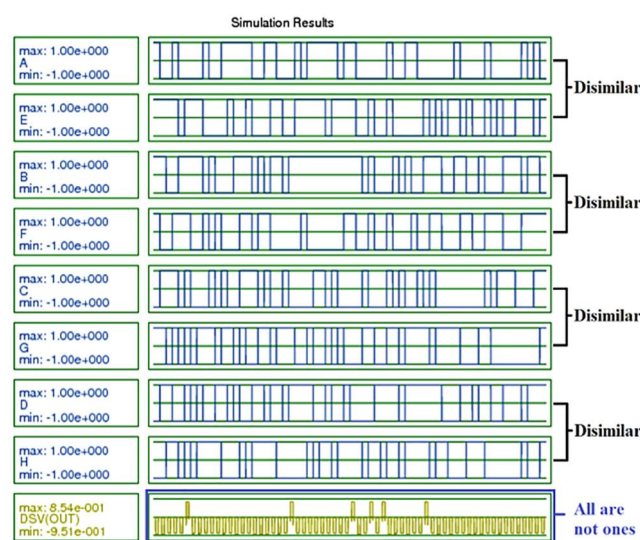 Simulation Results
max: 1.00e+000
A
min: -1.00e+000
max: 1.00e+000
E
min: -1.00e+000
Disimilar
max: 1.00e+000
B
min: -1.00e+000
max: 1.00e+000
F
min: -1.00e+000
Disimilar
max: 1.00e+000
C
min: -1.00e+000
max: 1.00e+000
G
min: -1.00e+000
Disimilar
max: 1.00e+000
D
min: -1.00e+000
max: 1.00e+000
H
min: -1.00e+000
Disimilar
max: 8.54e-001
DSV(OUT)
min: -9.51e-001
All are
not ones